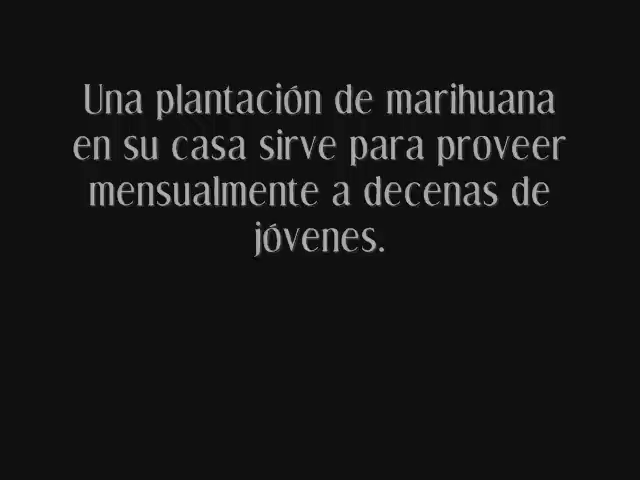 Una plantación de marihuana
en su casa sirve para proveer
mensualmente a decenas de
jóvenes.